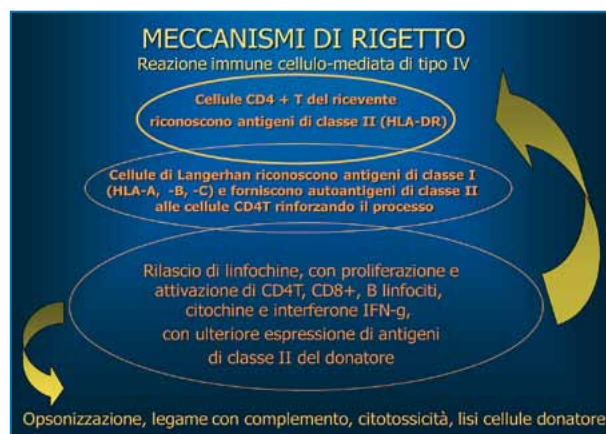 MECCANISMI DI RIGETTO
Reazione immune cellulo-mediata di tipo IV
Cellule CD4 + T del ricevente
riconoscono antigeni di classe II (HLA-DR)
Cellule di Langerhan riconoscono antigeni di classe I
(HLA-A, -B, -C) e forniscono autoantigeni di classe II
alle cellule CD4T rinforzando il processo
Rilascio di linfochine, con proliferazione e
attivazione di CD4T, CD8+, B linfociti,
citochine e interferone IFN-g,
con ulteriore espressione di antigeni
di classe II del donatore
Opsonizzazione, legame con complemento, citotossicità, lisi cellule donatore